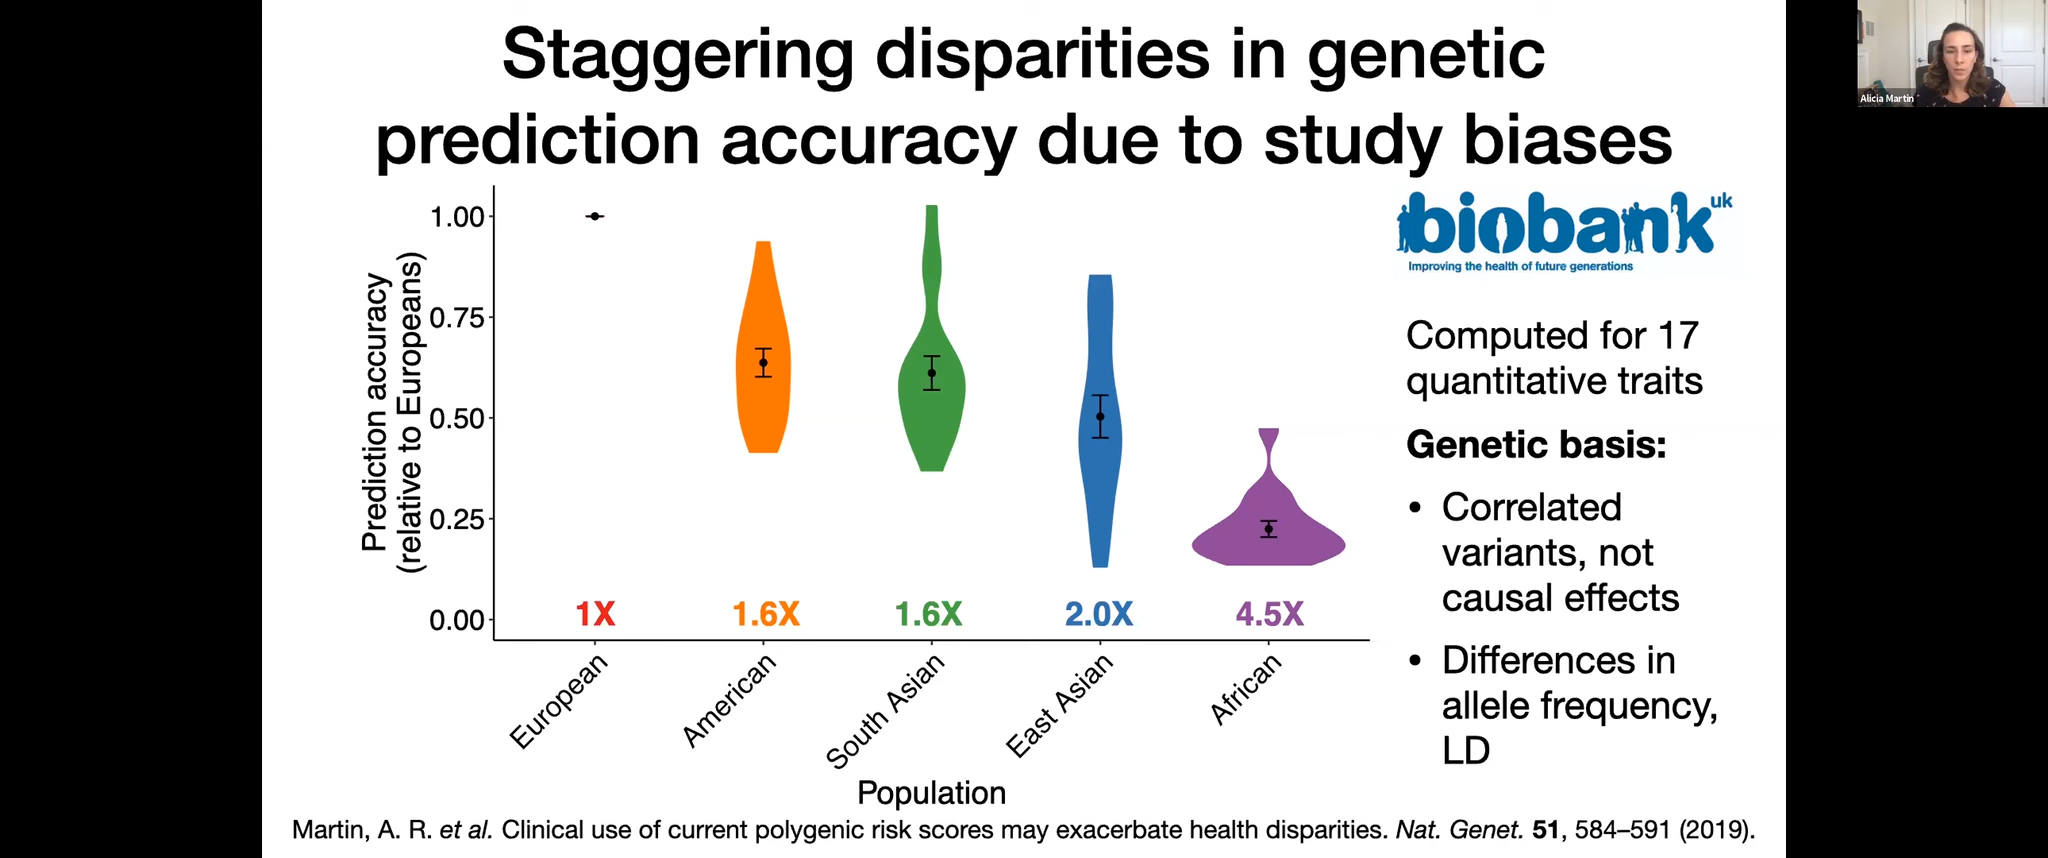 Staggering disparities in genetic
prediction accuracy due to study biases
Alicia Martin
Prediction accuracy
(relative to Europeans)
1.00
0.75
0.50
0.25
0.00
1X
1.6X
1.6X
2.0X
4.5X
European
American
South Asian
East Asian
African
Population
biobank uk
Improving the health of future generations
Computed for 17
quantitative traits
Genetic basis:
• Correlated
variants, not
causal effects
• Differences in
allele frequency,
LD
Martin, A. R. et al. Clinical use of current polygenic risk scores may exacerbate health disparities. Nat. Genet. 51, 584–591 (2019).